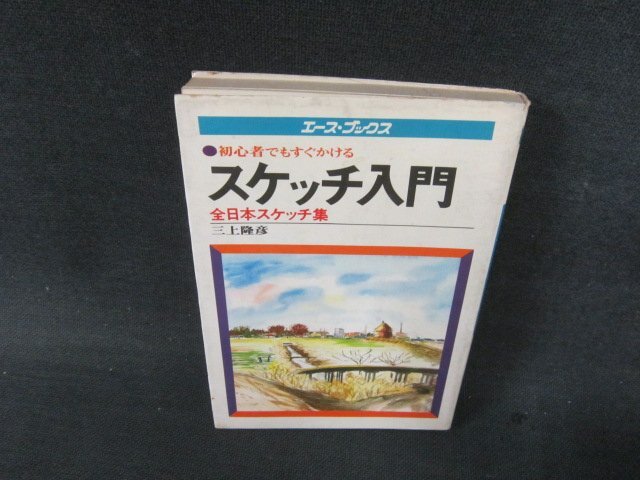 エース・ブックス
●初心者でもすぐかける
スケッチ入門
全日本スケッチ集
三上隆彦